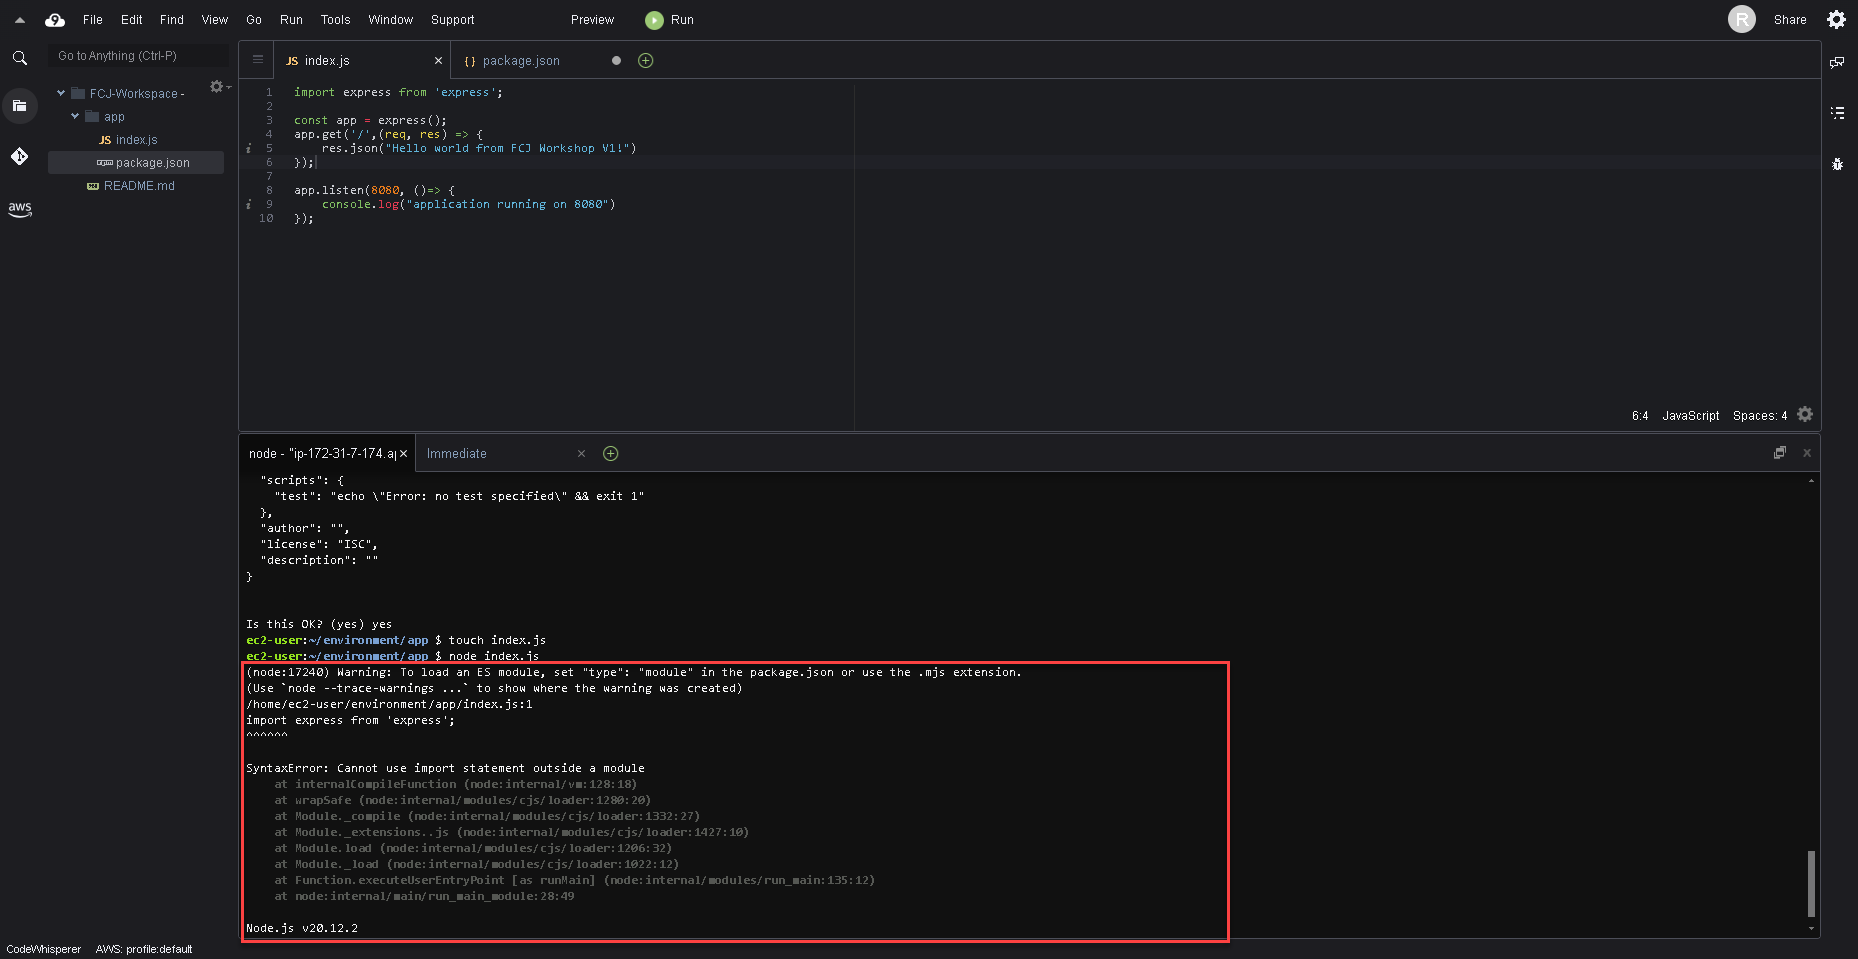 File Edit Find View Go Run Tools Window Support Preview Run R Share
Go to Anything (Ctrl-P)
FCJ-Workspace -
app
JS index.js
package.json
README.md
aws
JS index.js
{} package.json
1 import express from 'express';
2
3 const app = express();
4 app.get('/',(req, res) => {
5 res.json("Hello world from FCJ Workshop V1!")
6 });
7
8 app.listen(8080, ()=> {
9 console.log("application running on 8080")
10 });
6:4 JavaScript Spaces: 4
node - "ip-172-31-7-174.ap
Immediate
"scripts": {
"test": "echo \"Error: no test specified\" && exit 1"
},
"author": "",
"license": "ISC",
"description": ""
}
Is this OK? (yes) yes
ec2-user:~/environment/app $ touch index.js
ec2-user:~/environment/app $ node index.js
(node:17240) Warning: To load an ES module, set "type": "module" in the package.json or use the .mjs extension.
(Use `node --trace-warnings ...` to show where the warning was created)
/home/ec2-user/environment/app/index.js:1
import express from 'express';
^^^^^^
SyntaxError: Cannot use import statement outside a module
at internalCompileFunction (node:internal/vm:128:18)
at wrapSafe (node:internal/modules/cjs/loader:1280:20)
at Module._compile (node:internal/modules/cjs/loader:1332:27)
at Module._extensions..js (node:internal/modules/cjs/loader:1427:10)
at Module.load (node:internal/modules/cjs/loader:1206:32)
at Module._load (node:internal/modules/cjs/loader:1022:12)
at Function.executeUserEntryPoint [as runMain] (node:internal/modules/run_main:135:12)
at node:internal/main/run_main_module:28:49
Node.js v20.12.2
CodeWhisperer AWS: profile:default